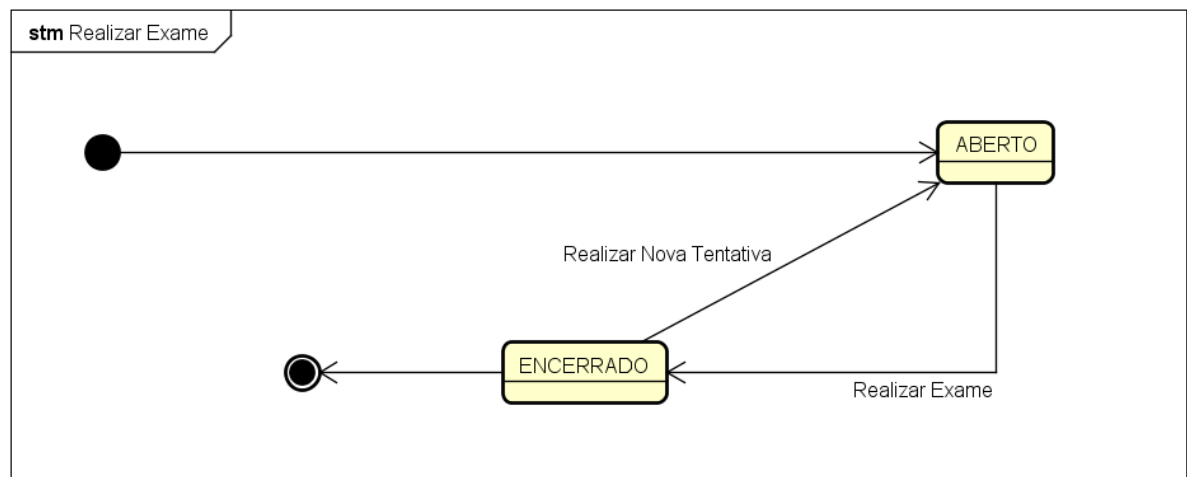 stm Realizar Exame
ABERTO
Realizar Nova Tentativa
ENCERRADO
Realizar Exame